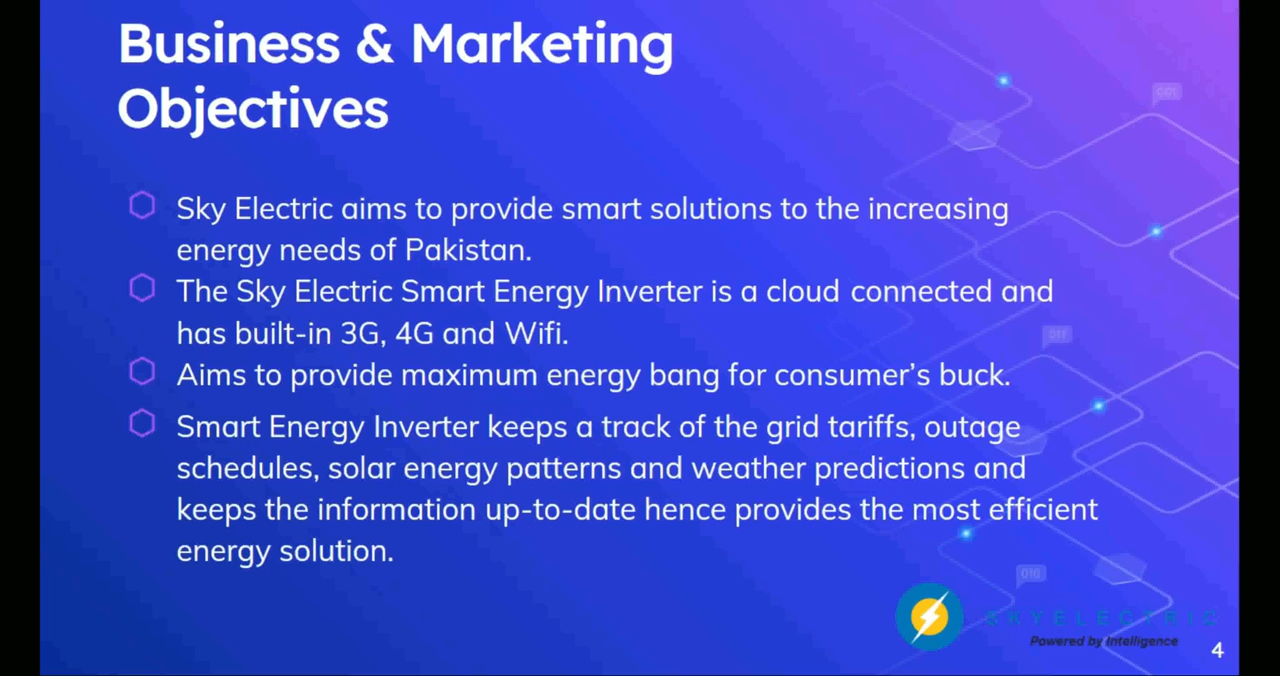 Business & Marketing
Objectives
Sky Electric aims to provide smart solutions to the increasing
energy needs of Pakistan.
The Sky Electric Smart Energy Inverter is a cloud connected and
has built-in 3G, 4G and Wifi.
Aims to provide maximum energy bang for consumer’s buck.
Smart Energy Inverter keeps a track of the grid tariffs, outage
schedules, solar energy patterns and weather predictions and
keeps the information up-to-date hence provides the most efficient
energy solution.
SKYELECTRIC
Powered by Intelligence
4